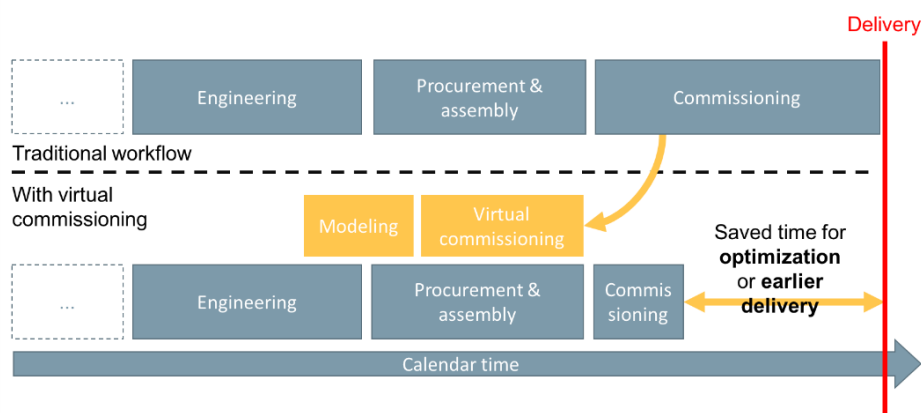 Delivery
...
Engineering
Procurement &
assembly
Commissioning
Traditional workflow
With virtual
commissioning
Modeling
Virtual
commissioning
Saved time for
optimization
or earlier
delivery
...
Engineering
Procurement &
assembly
Commis
sioning
Calendar time